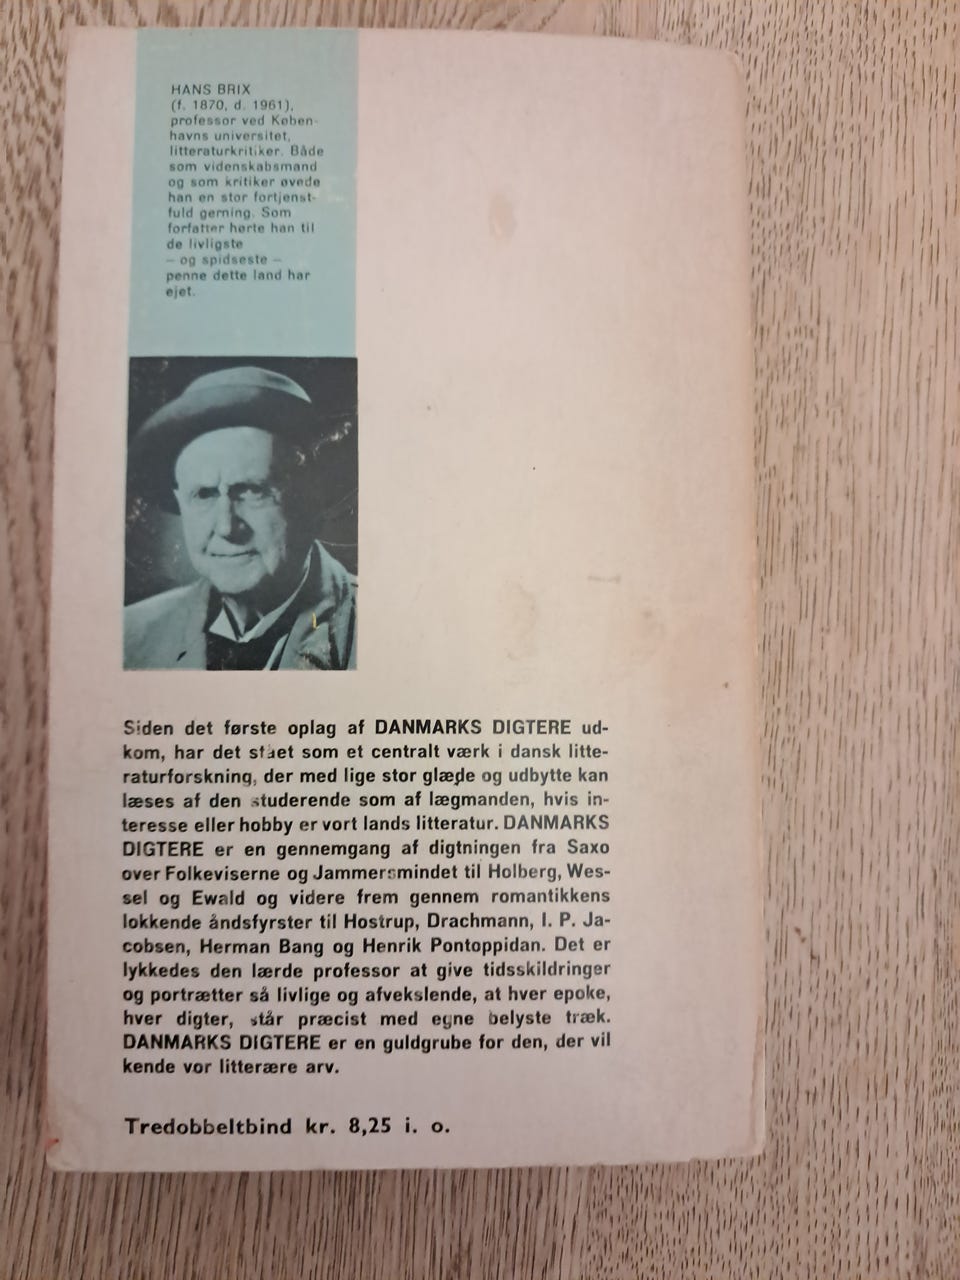 HANS BRIX
(f. 1870, d. 1961),
professor ved Køben-
havns universitet,
litteraturkritiker. Både
som videnskabsmand
og som kritiker øvede
han en stor fortjenst-
fuld gerning. Som
forfatter hørte han til
de livligste
– og spidseste –
penne dette land har
ejet.
Siden det første oplag af DANMARKS DIGTERE ud-
kom, har det stået som et centralt værk i dansk litte-
raturforskning, der med lige stor glæde og udbytte kan
læses af den studerende som af lægmanden, hvis in-
teresse eller hobby er vort lands litteratur. DANMARKS
DIGTERE er en gennemgang af digtningen fra Saxo
over Folkeviserne og Jammersmindet til Holberg, Wes-
sel og Ewald og videre frem gennem romantikkens
lokkende åndsfyrster til Hostrup, Drachmann, I. P. Ja-
cobsen, Herman Bang og Henrik Pontoppidan. Det er
lykkedes den lærde professor at give tidsskildringer
og portrætter så livlige og afvekslende, at hver epoke,
hver digter, står præcist med egne belyste træk.
DANMARKS DIGTERE er en guldgrube for den, der vil
kende vor litterære arv.
Tredobbeltbind kr. 8,25 i. o.